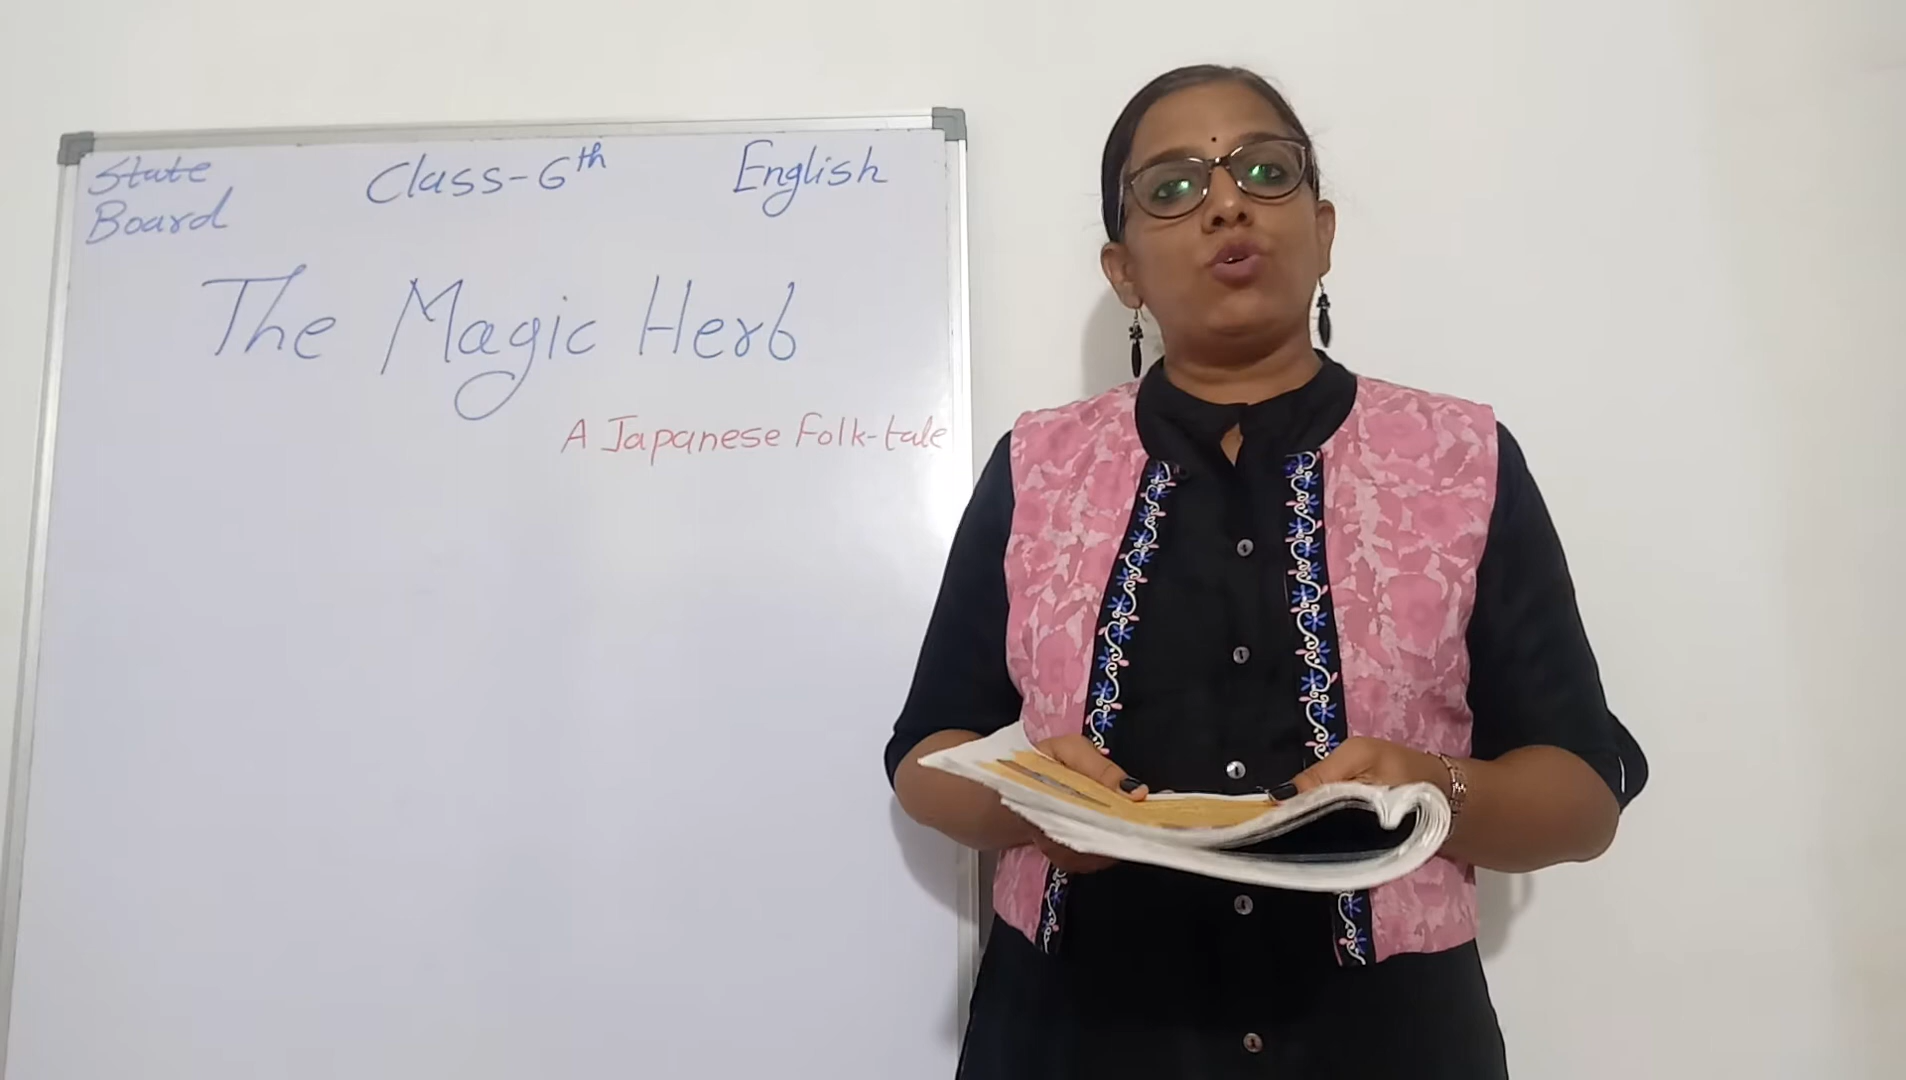 State Board
Class-6th
English
The Magic Herb
A Japanese Folk-tale